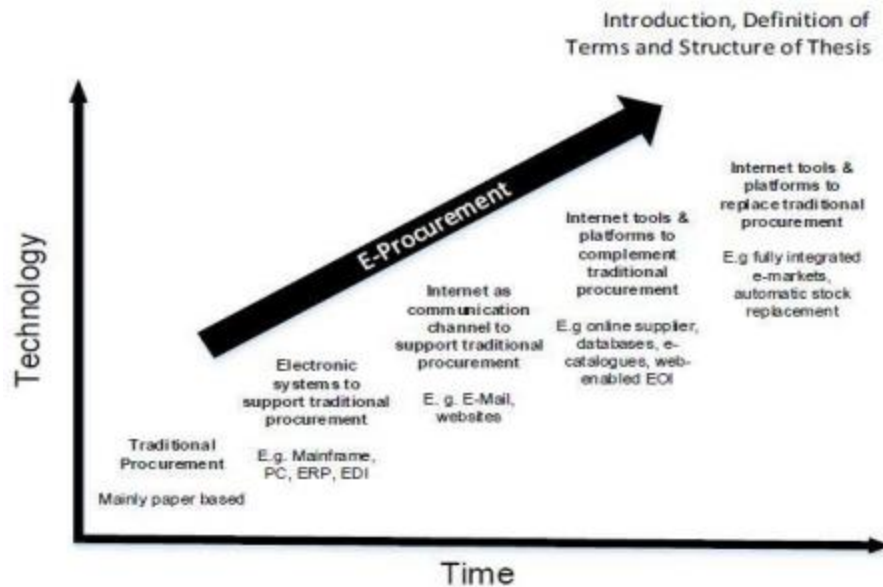 Introduction, Definition of
Terms and Structure of Thesis
Technology
E-Procurement
Traditional
Procurement
Mainly paper based
Electronic
systems to
support traditional
procurement
E.g. Mainframe,
PC, ERP, EDI
Internet as
communication
channel to
support traditional
procurement
E. g. E-Mail,
websites
Internet tools &
platforms to
complement
traditional
procurement
E.g online supplier,
databases, e-
catalogues, web-
enabled EOI
Internet tools &
platforms to
replace traditional
procurement
E.g fully integrated
e-markets,
automatic stock
replacement
Time